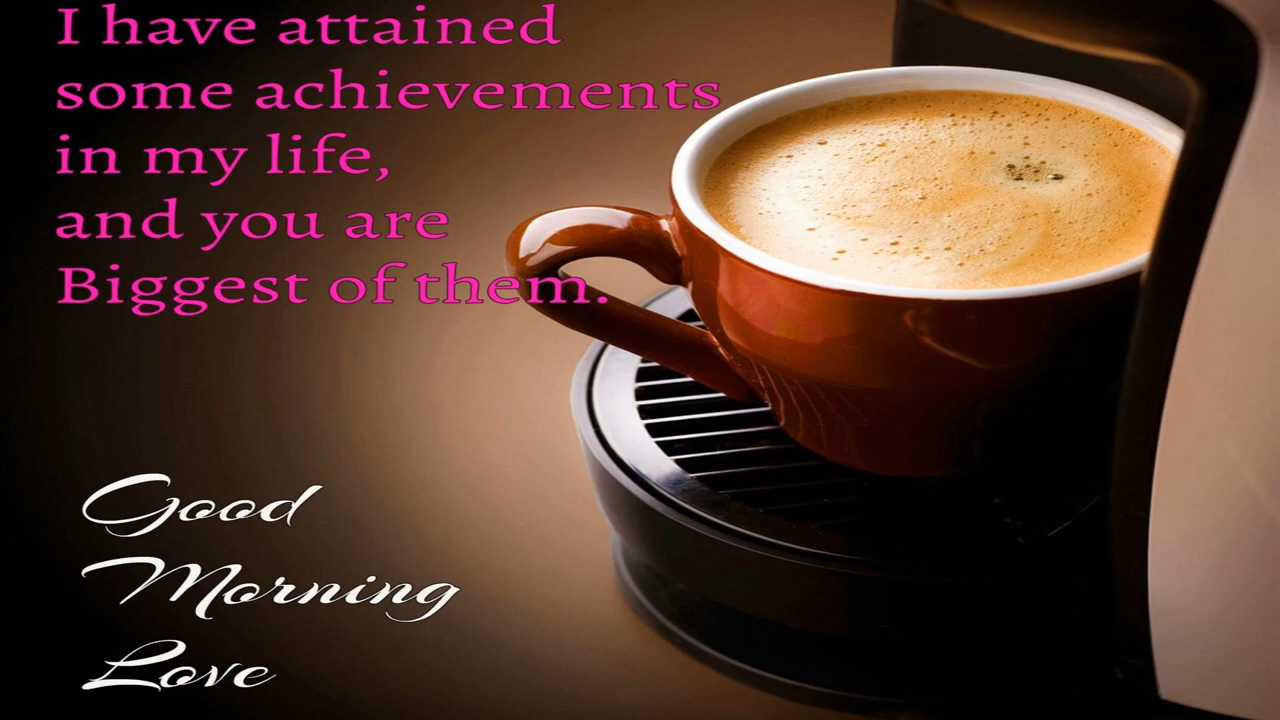 I have attained
some achievements
in my life,
and you are
Biggest of them.
Good
Morning
Love